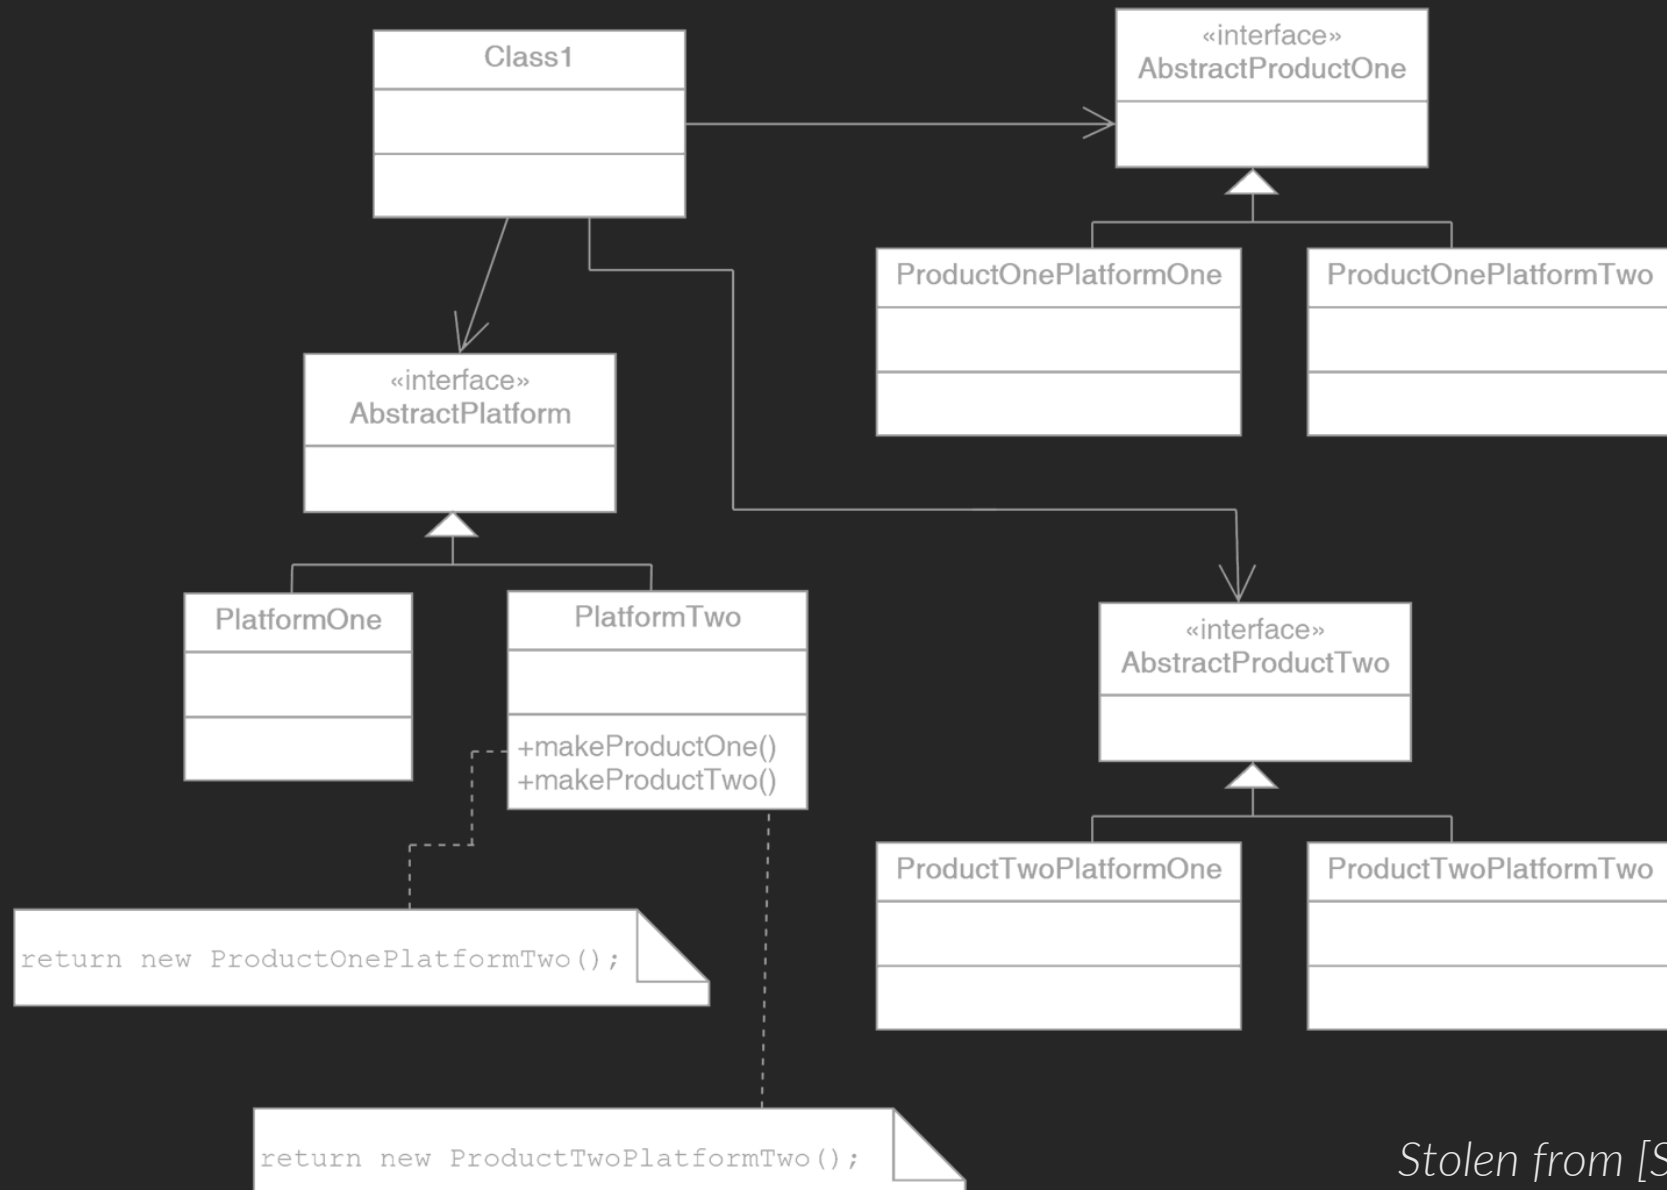 Class1
«interface»
AbstractProductOne
ProductOnePlatformOne
ProductOnePlatformTwo
«interface»
AbstractPlatform
PlatformOne
PlatformTwo
+makeProductOne()
+makeProductTwo()
«interface»
AbstractProductTwo
ProductTwoPlatformOne
ProductTwoPlatformTwo
return new ProductOnePlatformTwo();
return new ProductTwoPlatformTwo();
Stolen from [S